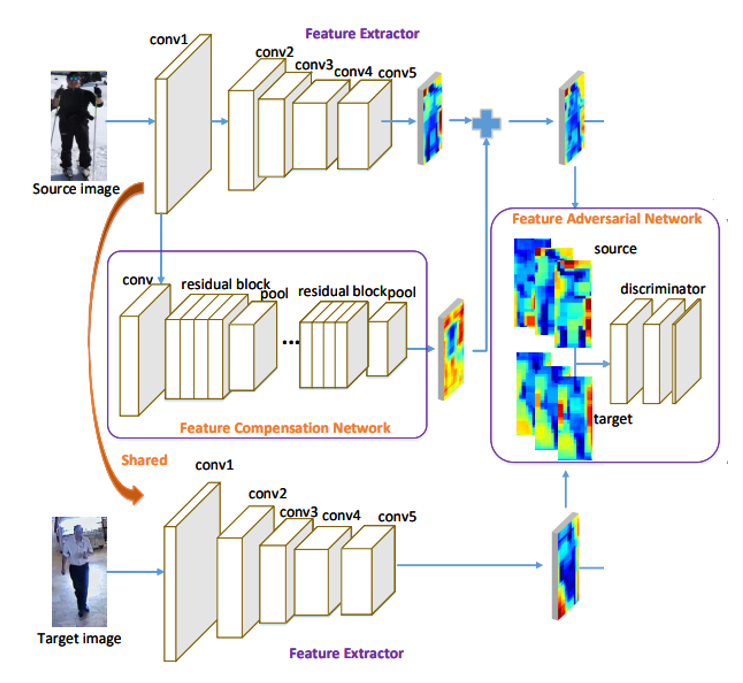 Feature Extractor
conv1
conv2
conv3
conv4
conv5
Source image
Feature Adversarial Network
source
discriminator
target
conv
residual block
pool
...
residual block
pool
Feature Compensation Network
Shared
conv1
conv2
conv3
conv4
conv5
Target image
Feature Extractor